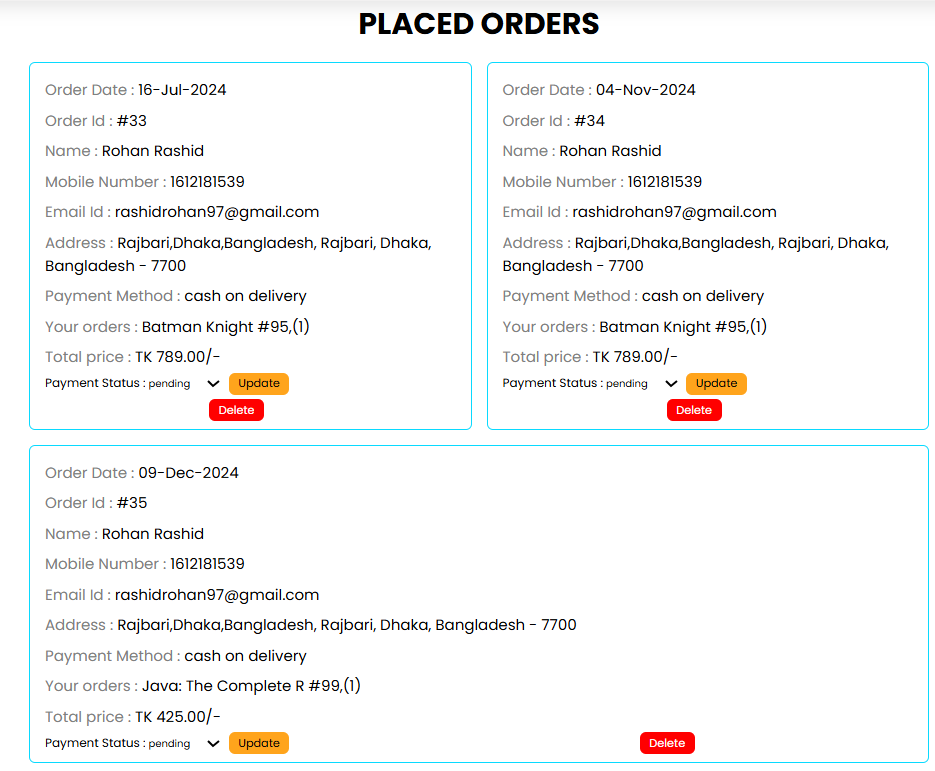 PLACED ORDERS
Order Date : 16-Jul-2024
Order Id : #33
Name : Rohan Rashid
Mobile Number : 1612181539
Email Id : rashidrohan97@gmail.com
Address : Rajbari,Dhaka,Bangladesh, Rajbari, Dhaka,
Bangladesh - 7700
Payment Method : cash on delivery
Your orders : Batman Knight #95,(1)
Total price : TK 789.00/-
Payment Status : pending Update
Delete
Order Date : 04-Nov-2024
Order Id : #34
Name : Rohan Rashid
Mobile Number : 1612181539
Email Id : rashidrohan97@gmail.com
Address : Rajbari,Dhaka,Bangladesh, Rajbari, Dhaka,
Bangladesh - 7700
Payment Method : cash on delivery
Your orders : Batman Knight #95,(1)
Total price : TK 789.00/-
Payment Status : pending Update
Delete
Order Date : 09-Dec-2024
Order Id : #35
Name : Rohan Rashid
Mobile Number : 1612181539
Email Id : rashidrohan97@gmail.com
Address : Rajbari,Dhaka,Bangladesh, Rajbari, Dhaka, Bangladesh - 7700
Payment Method : cash on delivery
Your orders : Java: The Complete R #99,(1)
Total price : TK 425.00/-
Payment Status : pending Update Delete